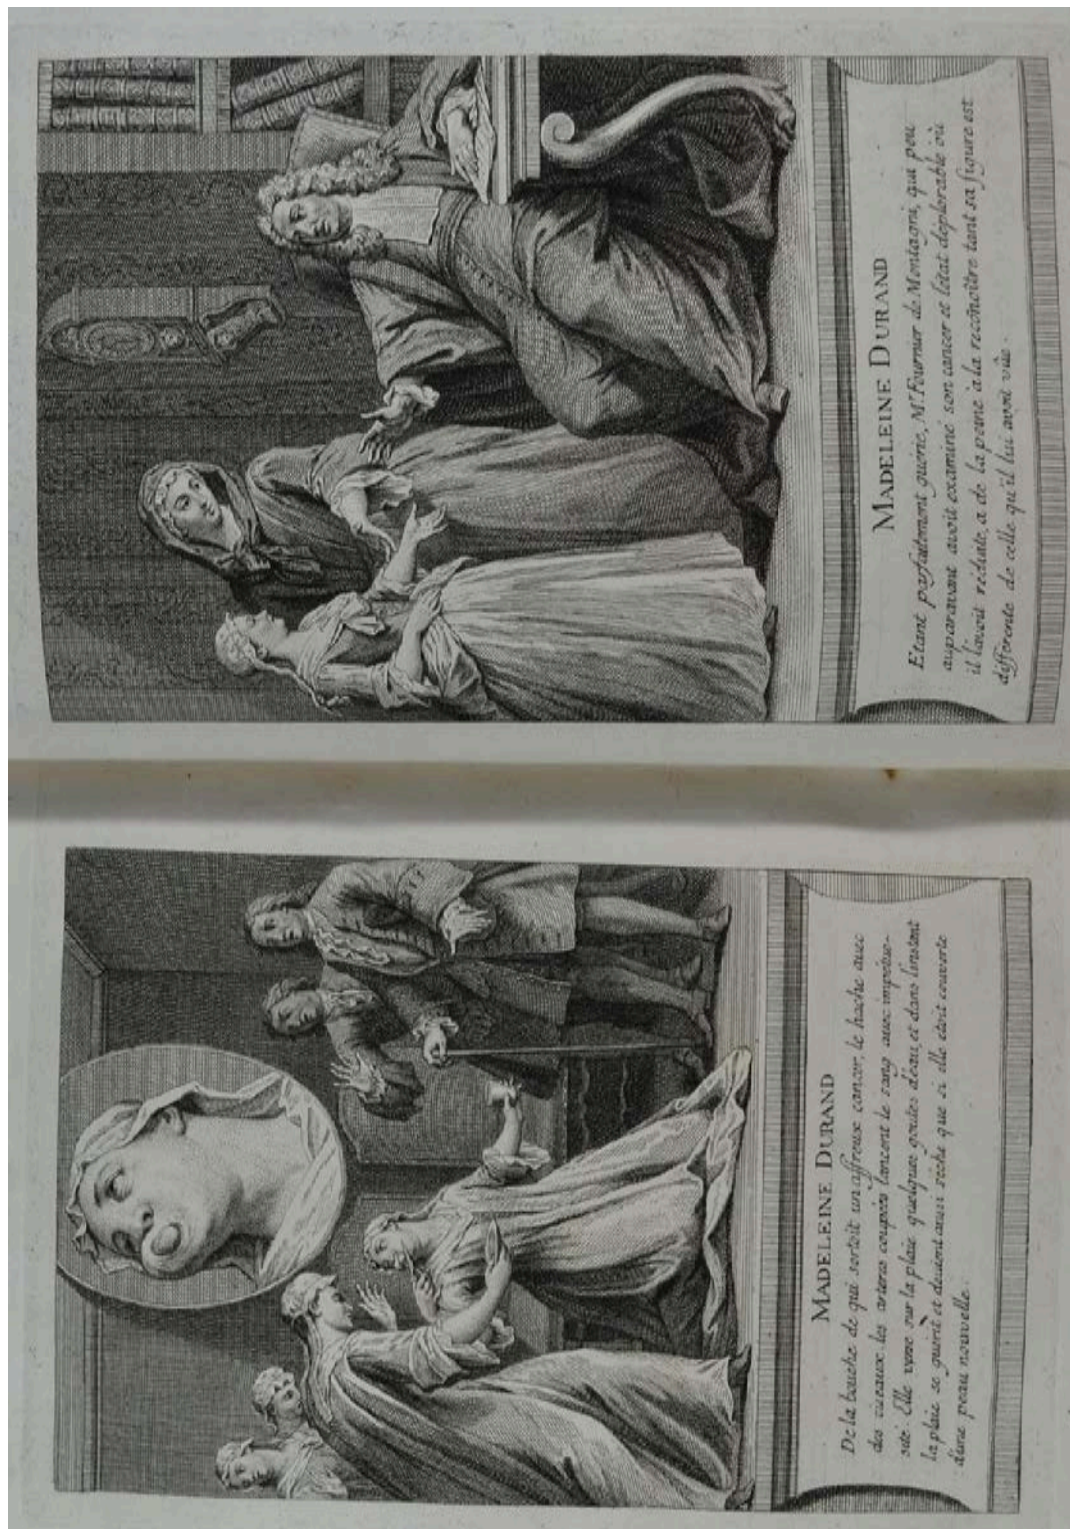 MADELEINE DURAND
De la bouche de qui sortoit un affreux cancer, le hache avec
des ciseaux, les arteres coupées lancent le sang avec impétuo-
sité. Elle verse sur la plaie quelques goutes d'eau, et dans l'instant
la plaie se guérit et devient aussi séche que si elle étoit couverte
d'une peau nouvelle.
MADELEINE DURAND
Etant parfaitement guérie, Mr. Fournier de Montagni, qui peu
auparavant avoit examiné son cancer et l'état déplorable où
il l'avoit réduite, a de la peine à la recoñoître tant sa figure est
différente de celle qu'il lui avoit vûe.